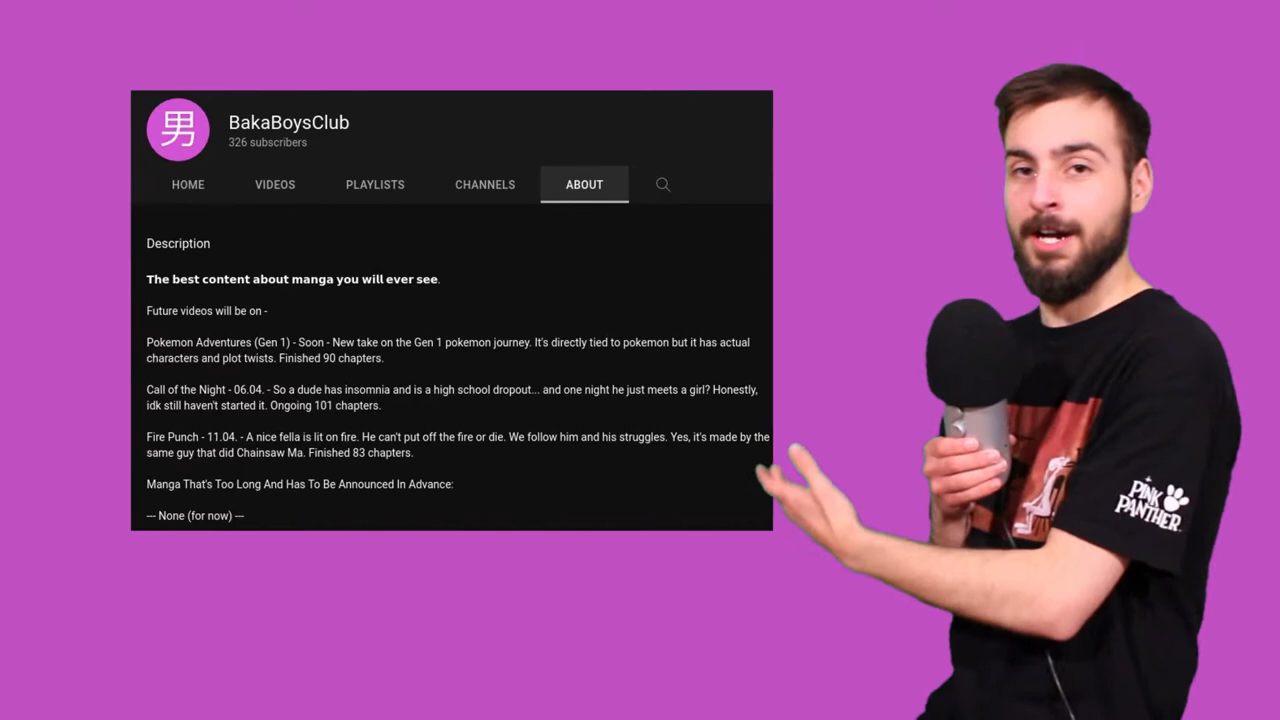 男
BakaBoysClub
326 subscribers
HOME VIDEOS PLAYLISTS CHANNELS ABOUT
Description
The best content about manga you will ever see.
Future videos will be on -
Pokemon Adventures (Gen 1) - Soon - New take on the Gen 1 pokemon journey. It's directly tied to pokemon but it has actual
characters and plot twists. Finished 90 chapters.
Call of the Night - 06.04. - So a dude has insomnia and is a high school dropout... and one night he just meets a girl? Honestly,
idk still haven't started it. Ongoing 101 chapters.
Fire Punch - 11.04. - A nice fella is lit on fire. He can't put off the fire or die. We follow him and his struggles. Yes, it's made by the
same guy that did Chainsaw Ma. Finished 83 chapters.
Manga That's Too Long And Has To Be Announced In Advance:
--- None (for now) ---
PINK
PANTHER